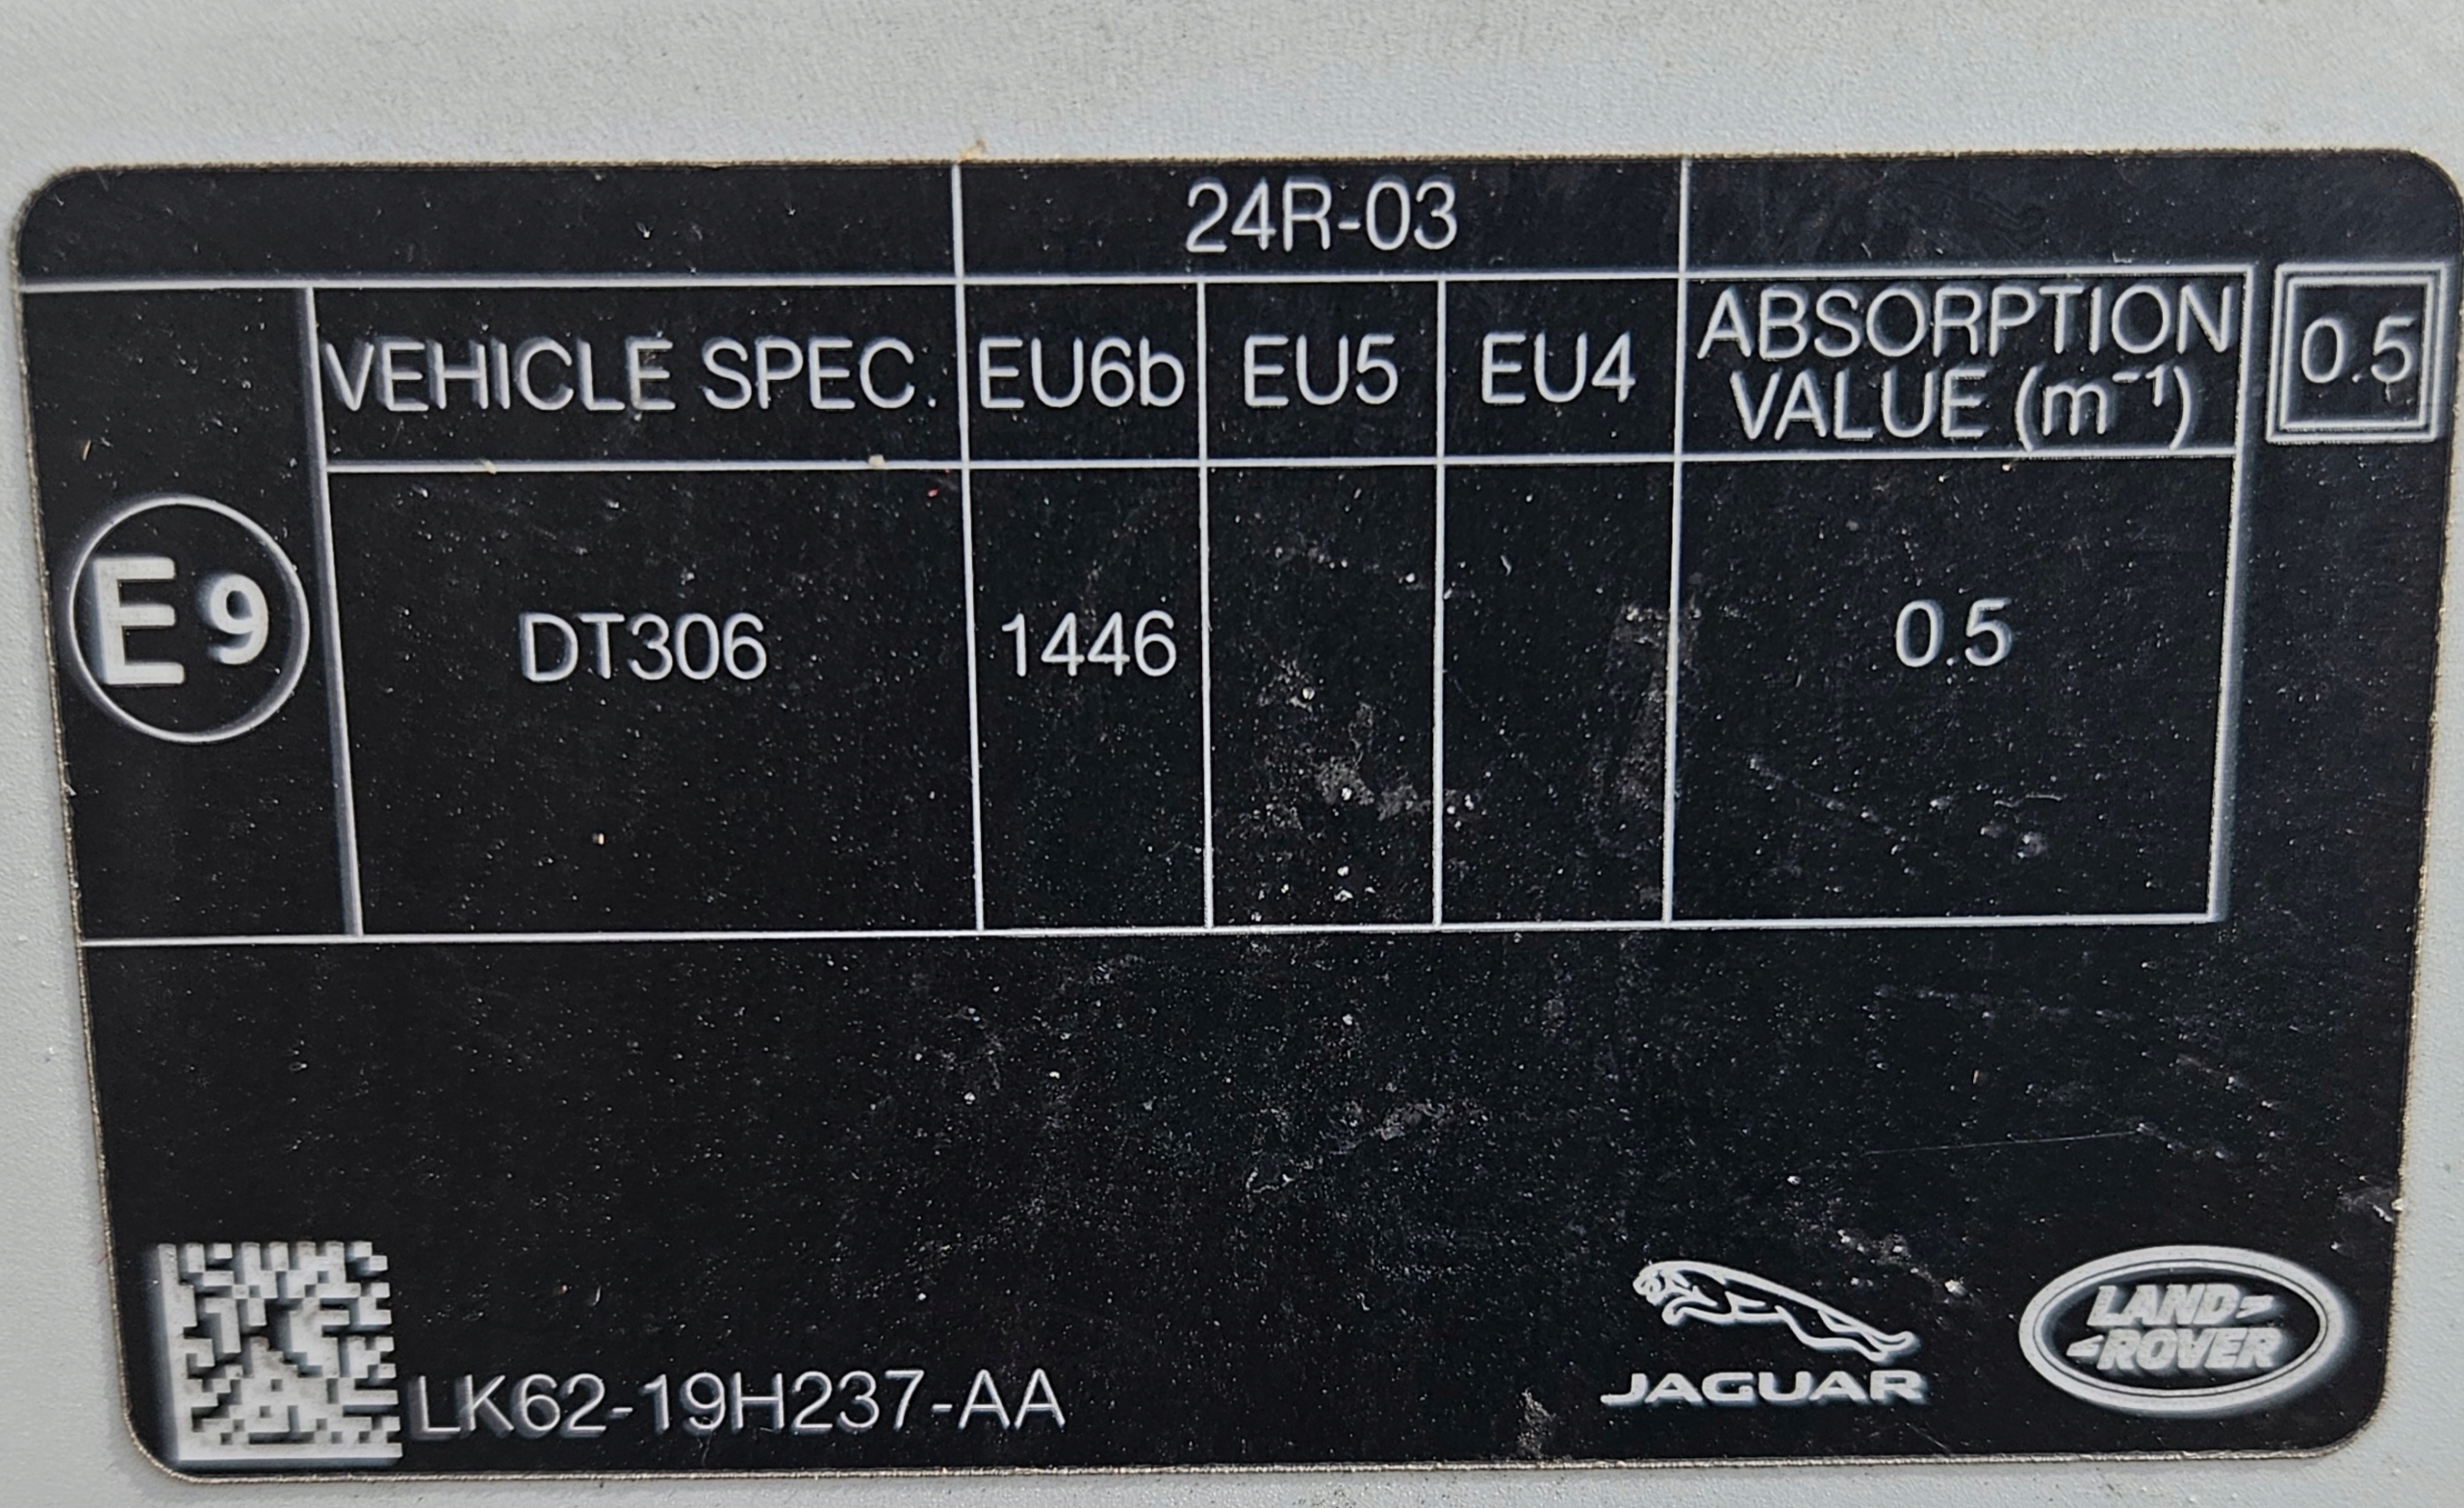 24R-03
VEHICLE SPEC. EU6b EU5 EU4 ABSORPTION VALUE (m⁻¹) 0.5
E9 DT306 1446 0.5
LK62-19H237-AA
JAGUAR
LAND-
-ROVER